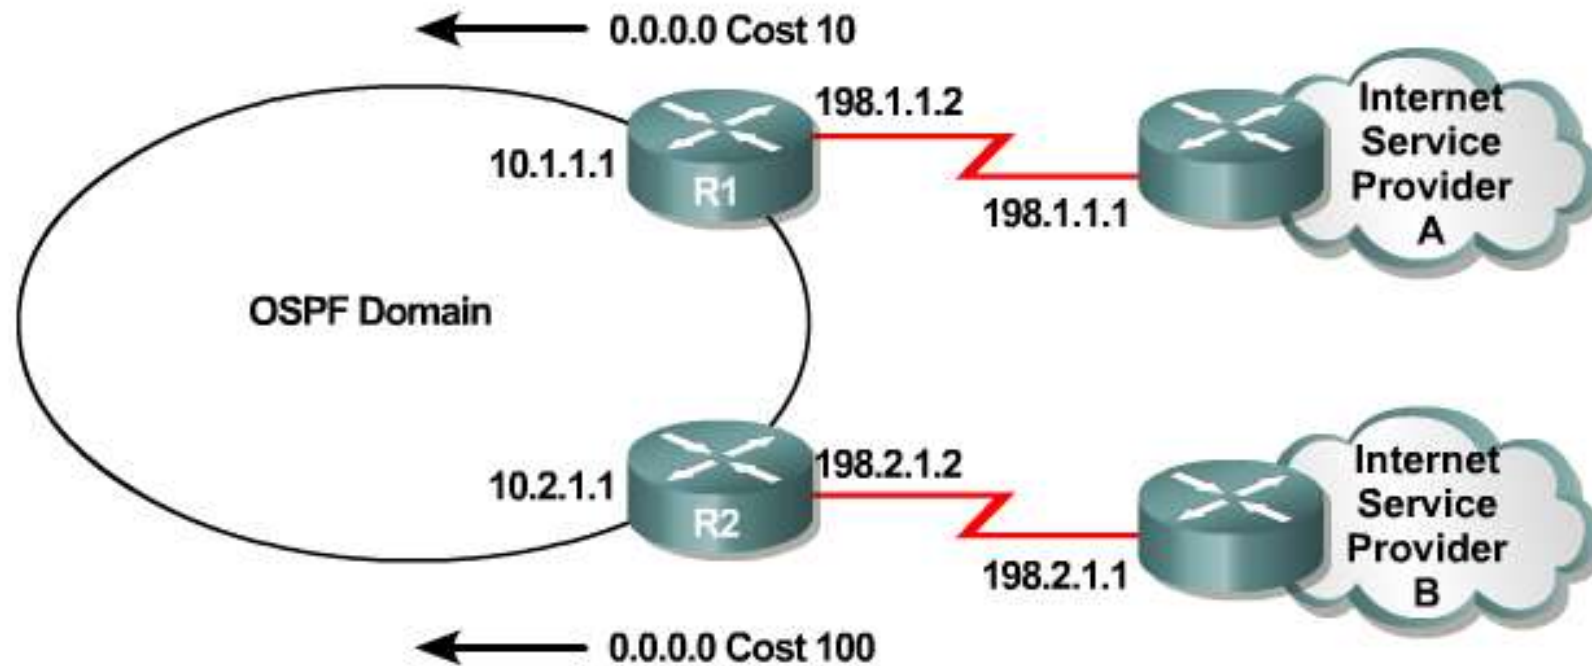 0.0.0.0 Cost 10
198.1.1.2
10.1.1.1
R1
198.1.1.1
Internet
Service
Provider
A
OSPF Domain
198.2.1.2
10.2.1.1
R2
198.2.1.1
Internet
Service
Provider
B
0.0.0.0 Cost 100